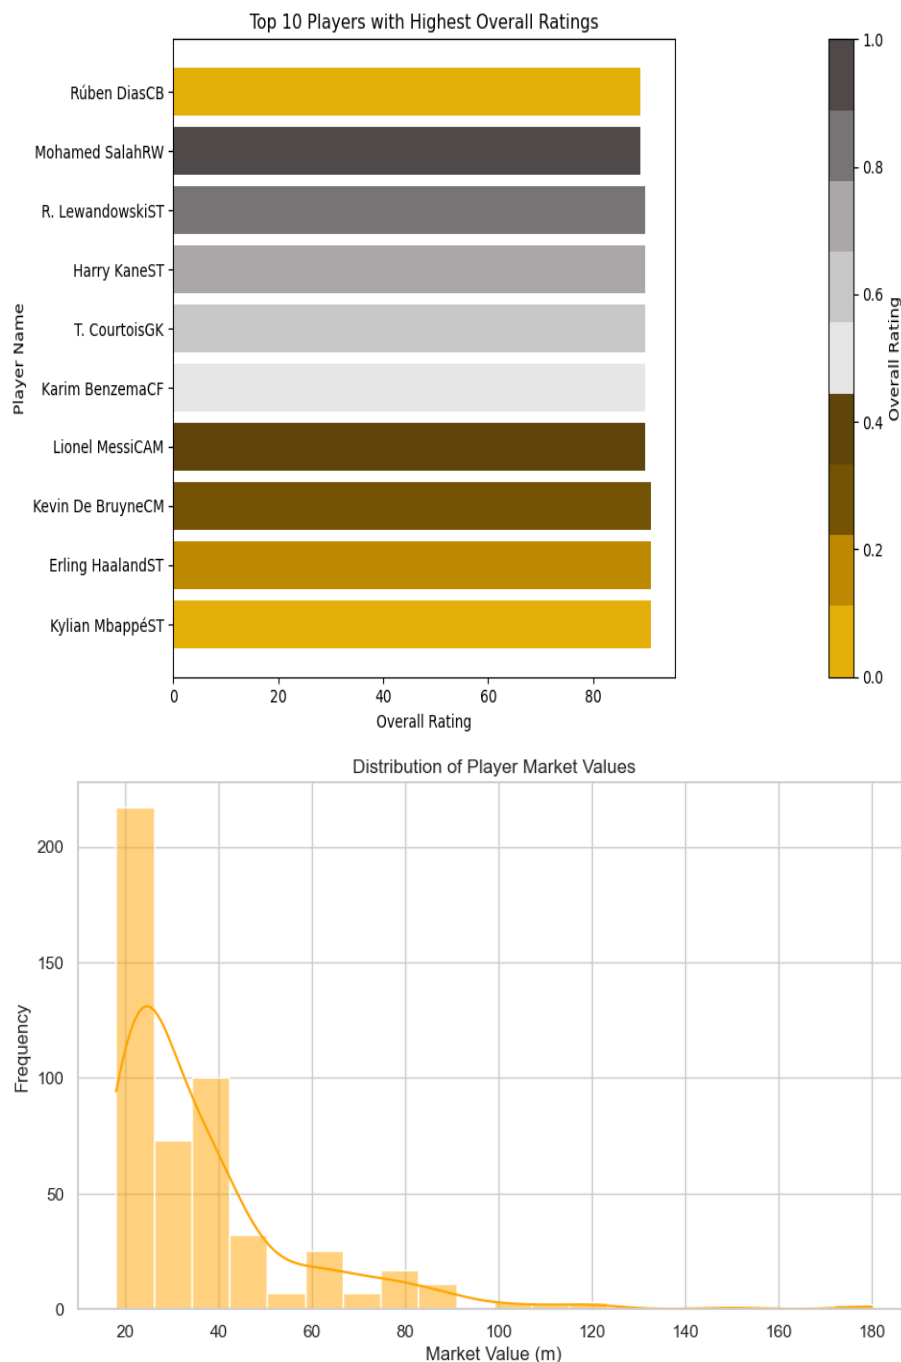 Top 10 Players with Highest Overall Ratings
Player Name
Rúben DiasCB
Mohamed SalahRW
R. LewandowskiST
Harry KaneST
T. CourtoisGK
Karim BenzemaCF
Lionel MessiCAM
Kevin De BruyneCM
Erling HaalandST
Kylian MbappéST
0 20 40 60 80
Overall Rating
1.0
0.8
0.6
0.4
0.2
0.0
Overall Rating
Distribution of Player Market Values
Frequency
200
150
100
50
0
20 40 60 80 100 120 140 160 180
Market Value (m)